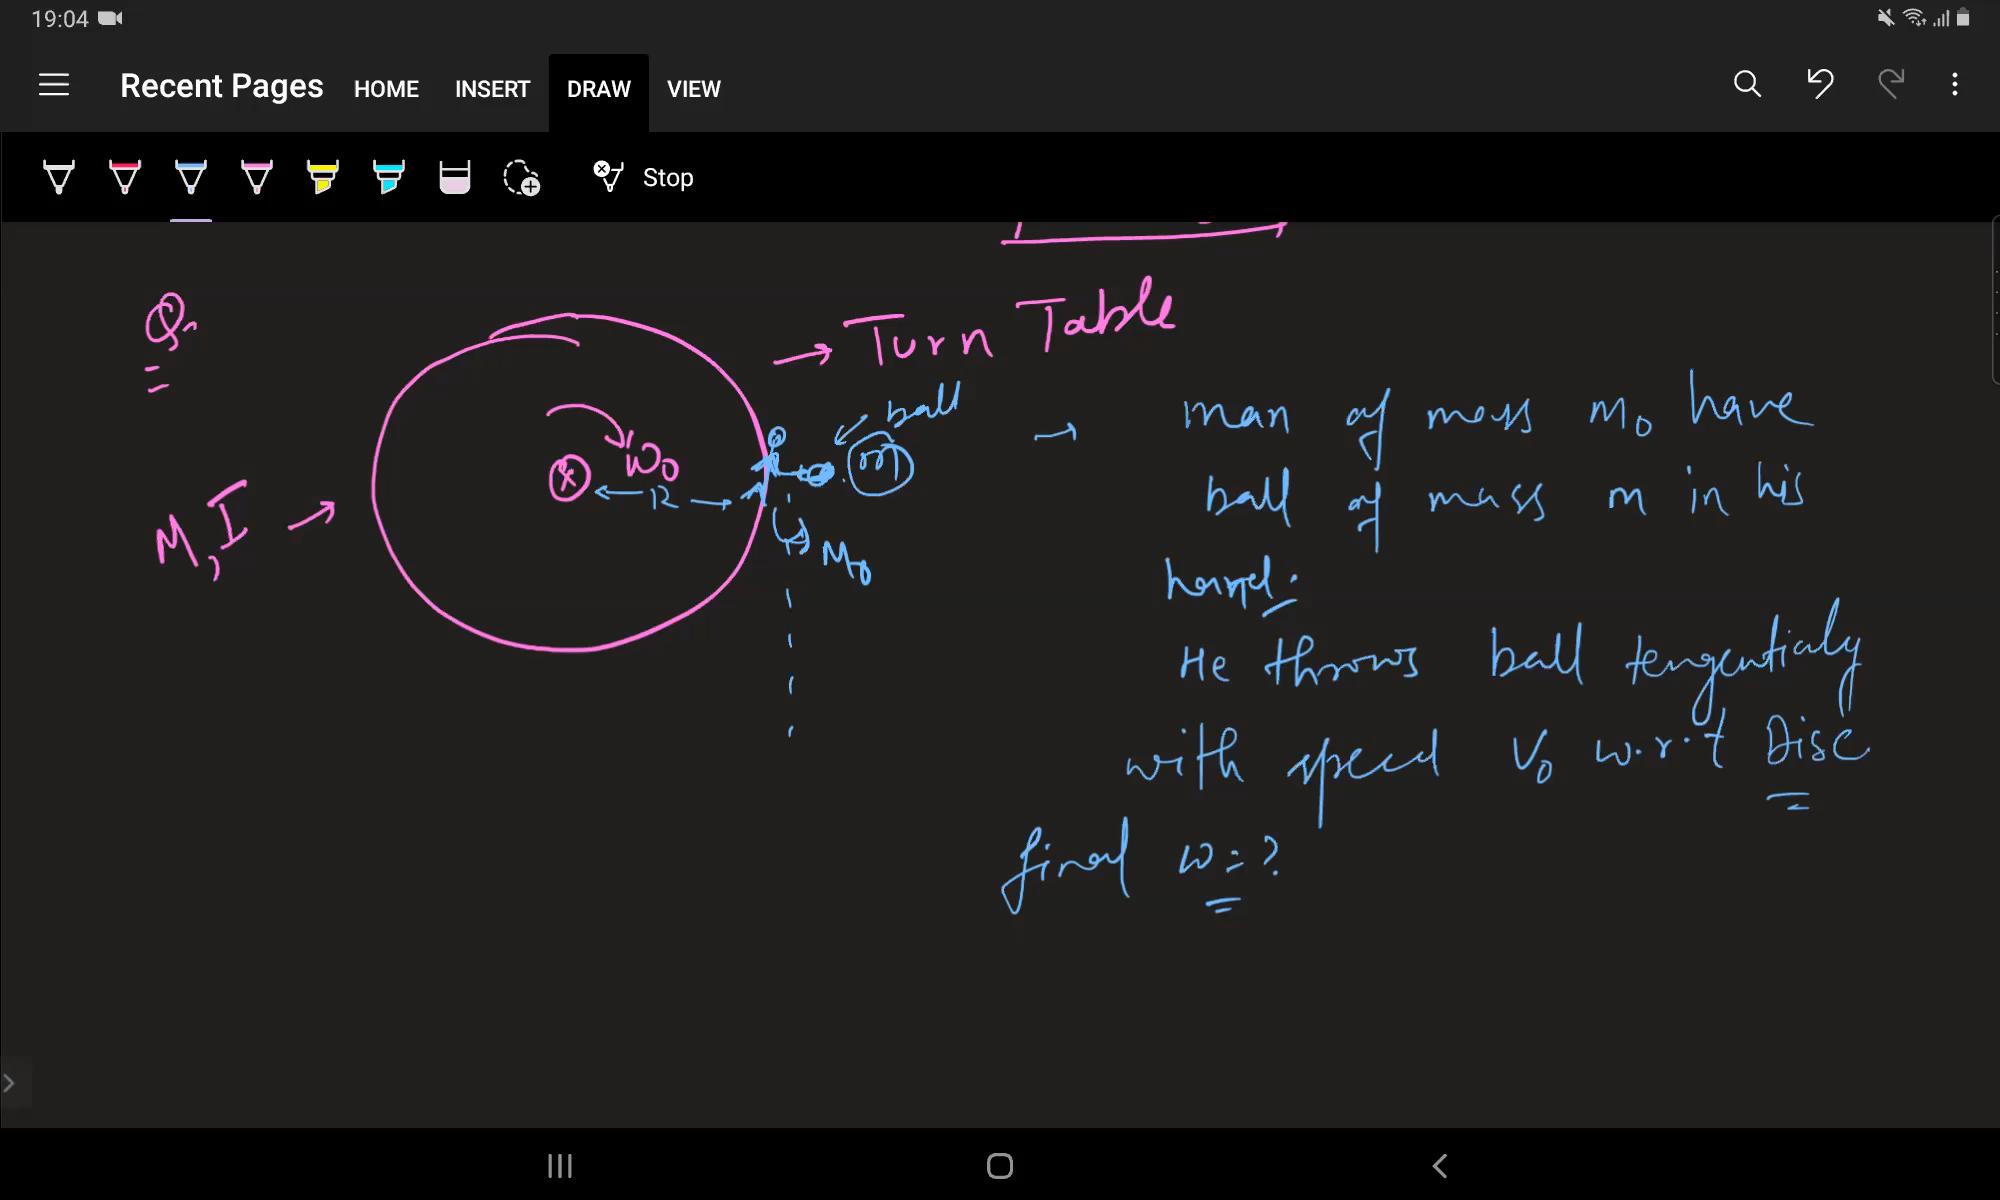 19:04
Recent Pages HOME INSERT DRAW VIEW
Stop
Qn
→ Turn Table
ball
m
ω₀
R
M₀
M, I →
→ man of mass M₀ have
ball of mass m in his
hand.
He throws ball tengentialy
with speed V₀ w.r.t Disc
final ω = ?